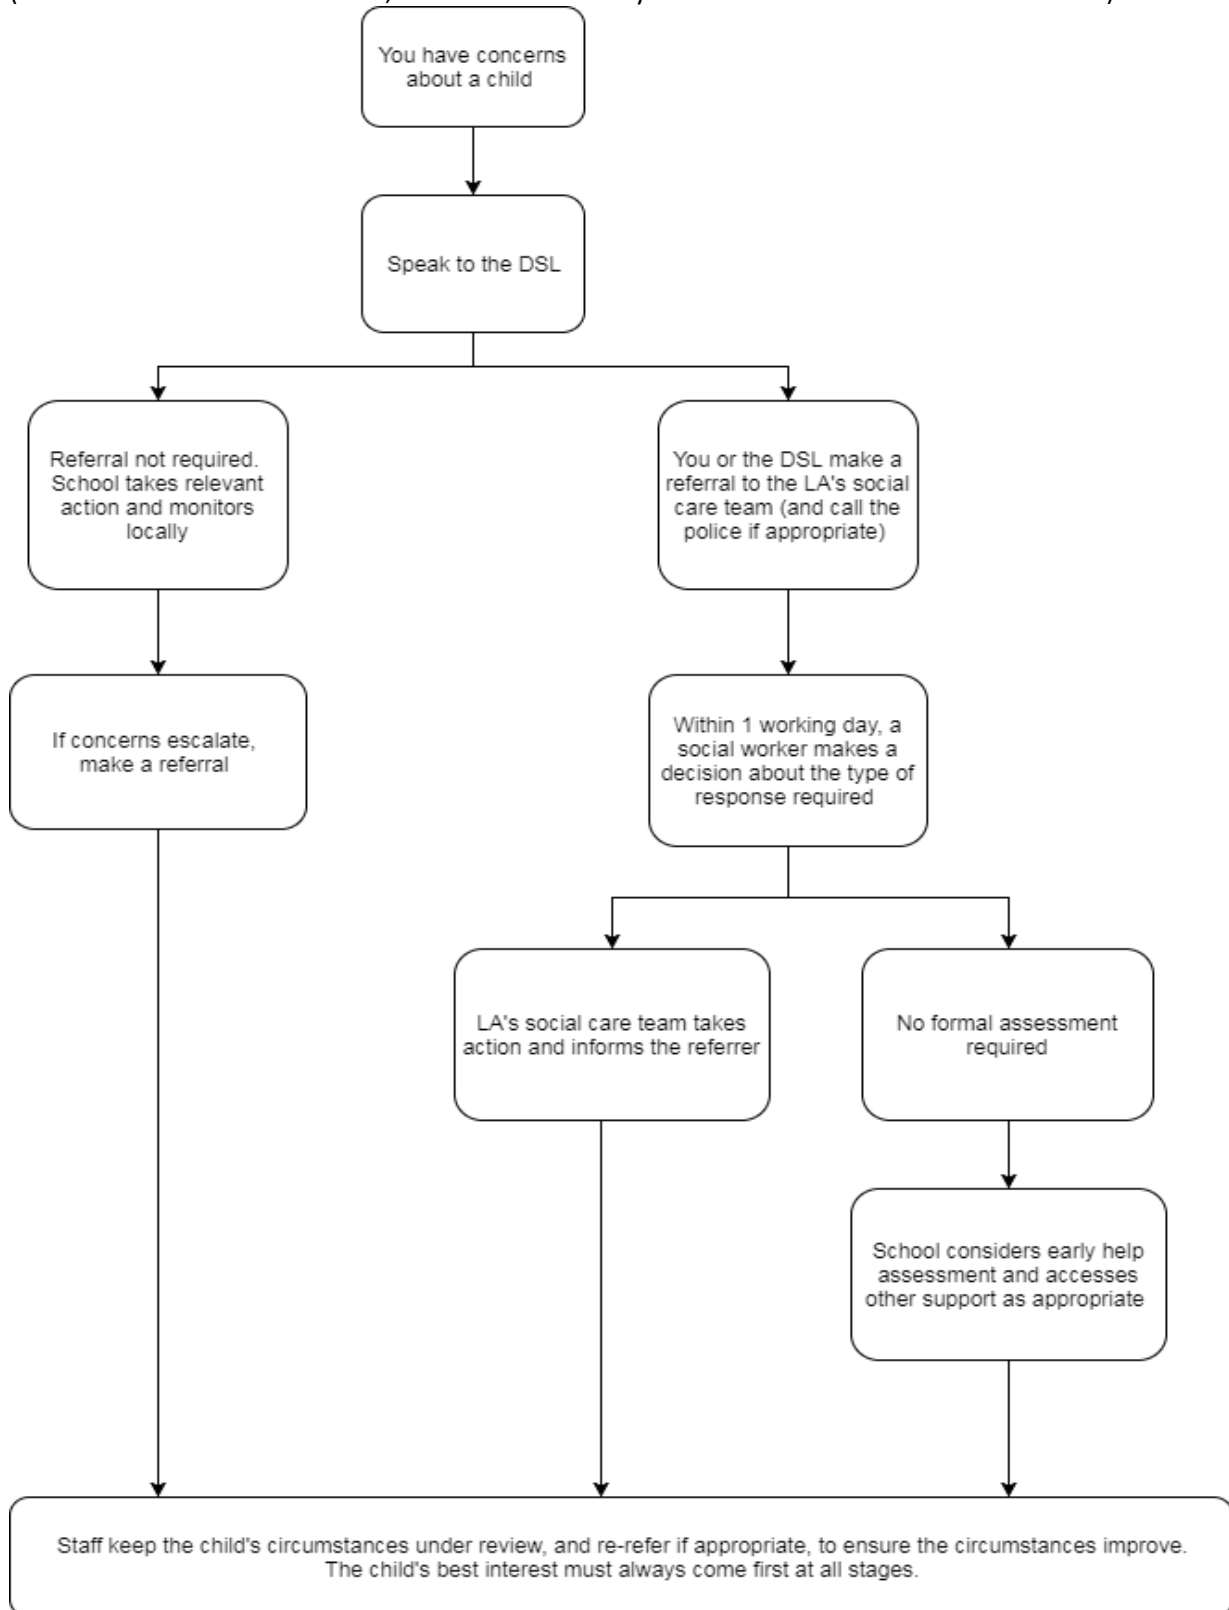 You have concerns
about a child
Speak to the DSL
Referral not required.
School takes relevant
action and monitors
locally
You or the DSL make a
referral to the LA's social
care team (and call the
police if appropriate)
If concerns escalate,
make a referral
Within 1 working day, a
social worker makes a
decision about the type of
response required
LA's social care team takes
action and informs the referrer
No formal assessment
required
School considers early help
assessment and accesses
other support as appropriate
Staff keep the child's circumstances under review, and re-refer if appropriate, to ensure the circumstances improve.
The child's best interest must always come first at all stages.